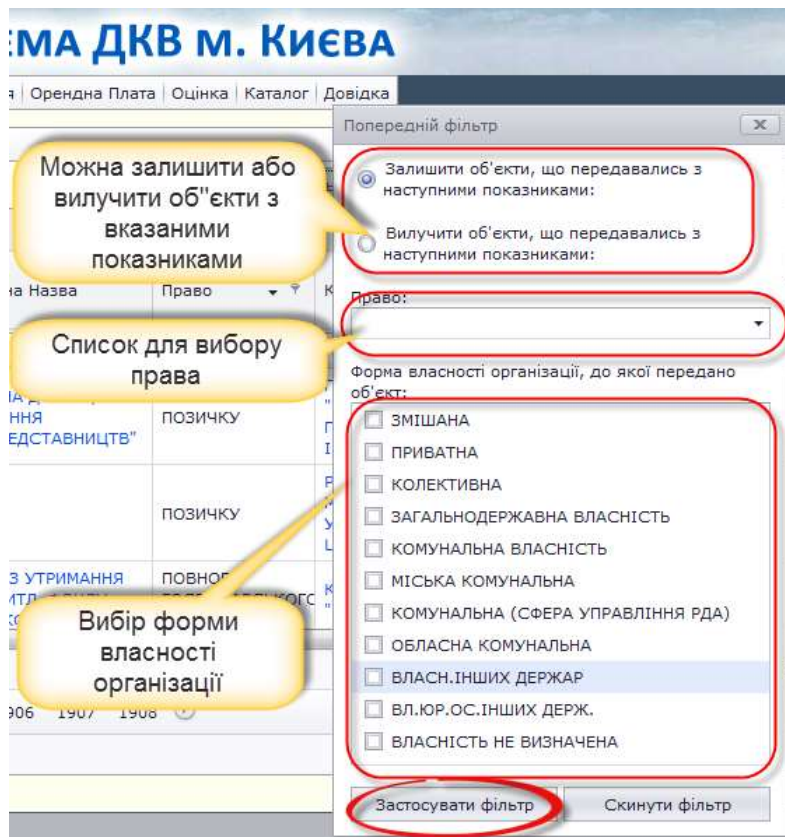 ЕМА ДКВ м. Києва
я Орендна Плата Оцінка Каталог Довідка
Попередній фільтр
Можна залишити або
вилучити об"єкти з
вказаними
показниками
Залишити об'єкти, що передавались з
наступними показниками:
Вилучити об'єкти, що передавались з
наступними показниками:
на Назва
Право
К
Право:
Список для вибору
права
Форма власності організації, до якої передано
об'єкт:
ННЯ
ЕДСТАВНИЦТВ"
ПОЗИЧКУ
ПОЗИЧКУ
З УТРИМАННЯ
ПОВНОГ
Вибір форми
власності
організації
ЗМІШАНА
ПРИВАТНА
КОЛЕКТИВНА
ЗАГАЛЬНОДЕРЖАВНА ВЛАСНІСТЬ
КОМУНАЛЬНА ВЛАСНІСТЬ
МІСЬКА КОМУНАЛЬНА
КОМУНАЛЬНА (СФЕРА УПРАВЛІННЯ РДА)
ОБЛАСНА КОМУНАЛЬНА
ВЛАСН.ІНШИХ ДЕРЖАР
ВЛ.ЮР.ОС.ІНШИХ ДЕРЖ.
ВЛАСНІСТЬ НЕ ВИЗНАЧЕНА
906 1907 1908
Застосувати фільтр Скинути фільтр